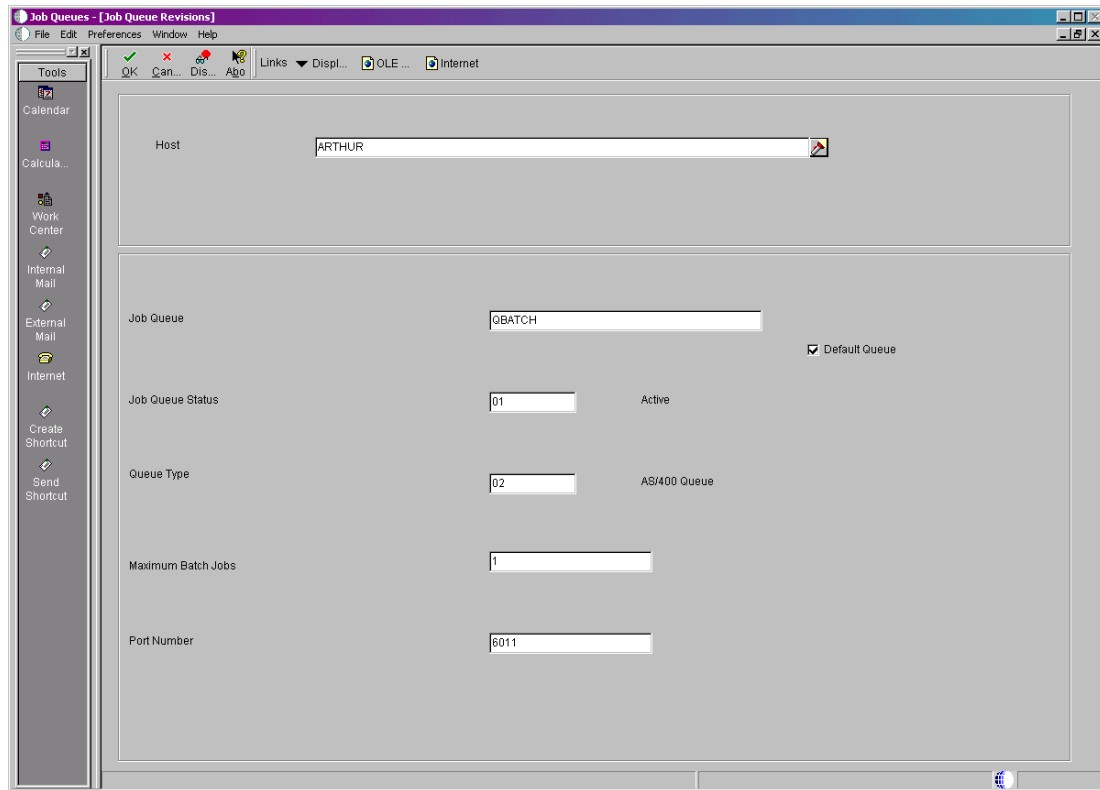 Job Queues - [Job Queue Revisions]
File Edit Preferences Window Help
OK Can... Dis... Abo Links Displ... OLE ... Internet
Tools
Calendar
Calcula...
Work
Center
Internal
Mail
External
Mail
Internet
Create
Shortcut
Send
Shortcut
Host ARTHUR
Job Queue QBATCH
Default Queue
Job Queue Status 01 Active
Queue Type 02 AS/400 Queue
Maximum Batch Jobs 1
Port Number 6011